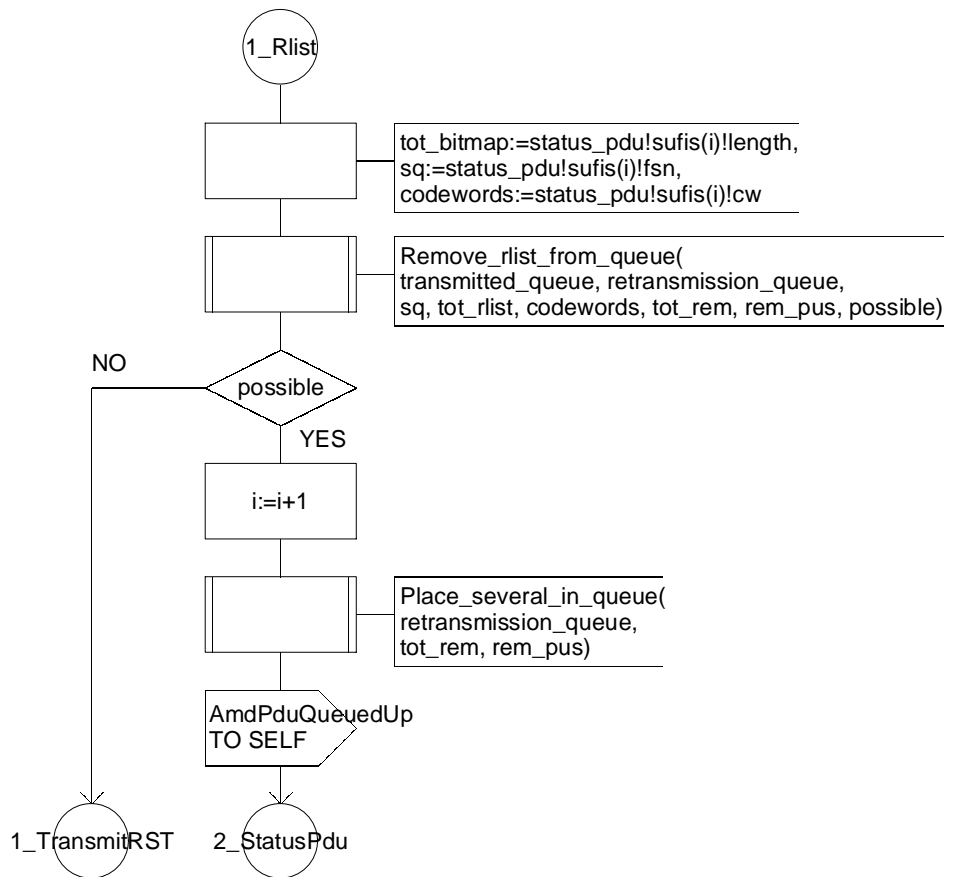 1_Rlist
tot_bitmap:=status_pdu!sufis(i)!length,
sq:=status_pdu!sufis(i)!fsn,
codewords:=status_pdu!sufis(i)!cw
Remove_rlist_from_queue(
transmitted_queue, retransmission_queue,
sq, tot_rlist, codewords, tot_rem, rem_pus, possible)
NO
possible
YES
i:=i+1
Place_several_in_queue(
retransmission_queue,
tot_rem, rem_pus)
AmdPduQueuedUp
TO SELF
1_TransmitRST
2_StatusPdu